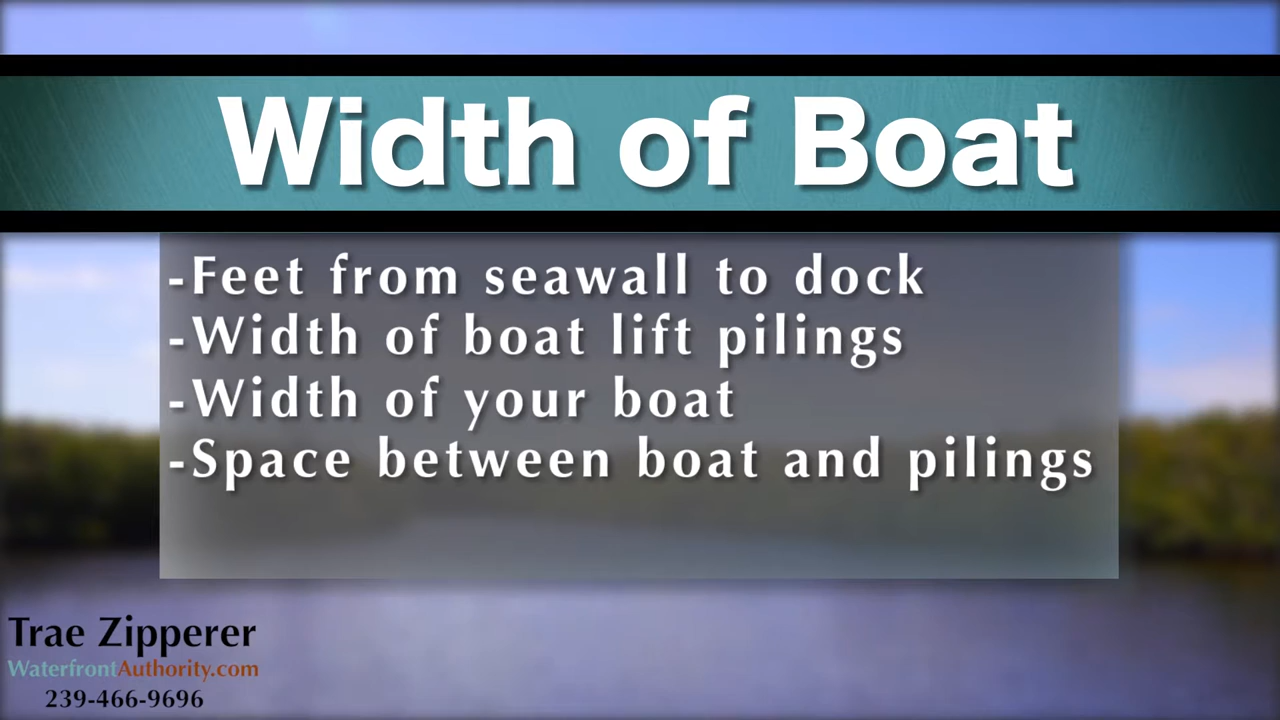 Width of Boat
-Feet from seawall to dock
-Width of boat lift pilings
-Width of your boat
-Space between boat and pilings
Trae Zipperer
WaterfrontAuthority.com
239-466-9696